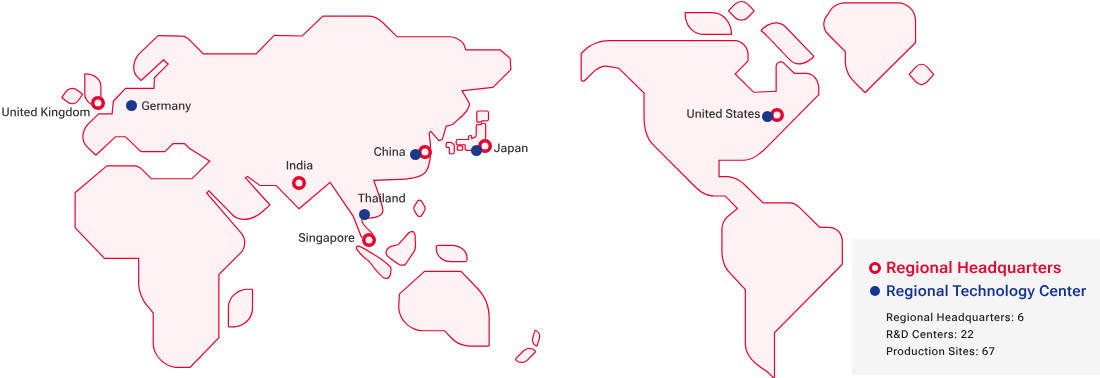 United Kingdom
Germany
India
China
Japan
Thailand
Singapore
United States
Regional Headquarters
Regional Technology Center
Regional Headquarters: 6
R&D Centers: 22
Production Sites: 67